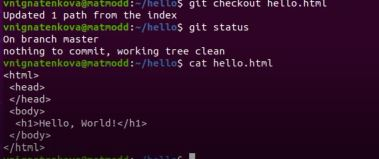 vnignatenkova@matmodd:~/hello$ git checkout hello.html
Updated 1 path from the index
vnignatenkova@matmodd:~/hello$ git status
On branch master
nothing to commit, working tree clean
vnignatenkova@matmodd:~/hello$ cat hello.html
<html>
 <head>
 </head>
 <body>
  <h1>Hello, World!</h1>
 </body>
</html>
vnignatenkova@matmodd:~/hello$